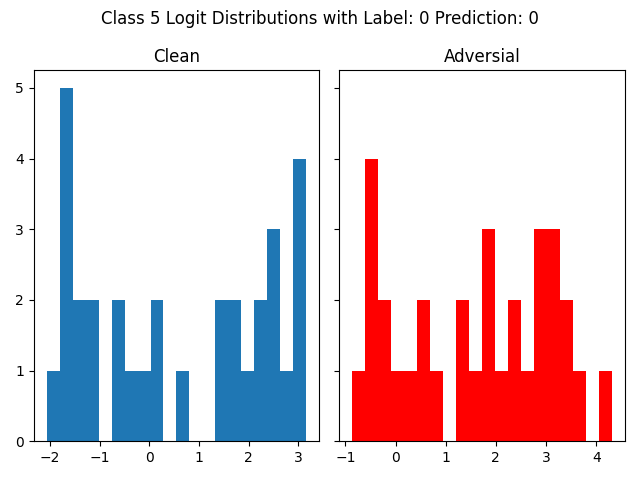 Class 5 Logit Distributions with Label: 0 Prediction: 0
Clean
Adversial
5
4
3
2
1
0
−2 −1 0 1 2 3
−1 0 1 2 3 4